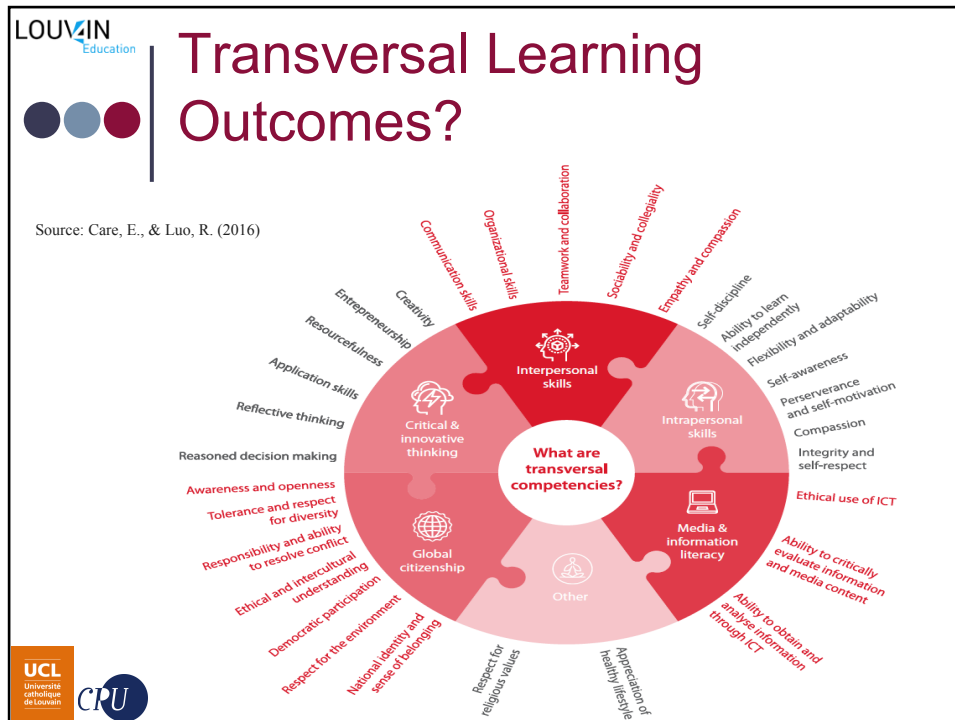 LOUVAIN
Education
Transversal Learning
Outcomes?
Source: Care, E., & Luo, R. (2016)
Communication skills
Organizational skills
Teamwork and collaboration
Sociability and collegiality
Empathy and compassion
Interpersonal
skills
Self-discipline
Ability to learn
independently
Flexibility and adaptability
Self-awareness
Perserverance
and self-motivation
Compassion
Integrity and
self-respect
Intrapersonal
skills
Ethical use of ICT
Ability to critically
evaluate information
and media content
Ability to obtain and
analyse information
through ICT
Media &
information
literacy
Appreciation of
healthy lifestyle
Respect for
religious values
Other
National identity and
sense of belonging
Respect for the environment
Democratic participation
Ethical and intercultural
understanding
Responsibility and ability
to resolve conflict
Tolerance and respect
for diversity
Awareness and openness
Global
citizenship
Reasoned decision making
Reflective thinking
Application skills
Resourcefulness
Entrepreneurship
Creativity
Critical &
innovative
thinking
What are
transversal
competencies?
UCL
Université
catholique
de Louvain
CPU